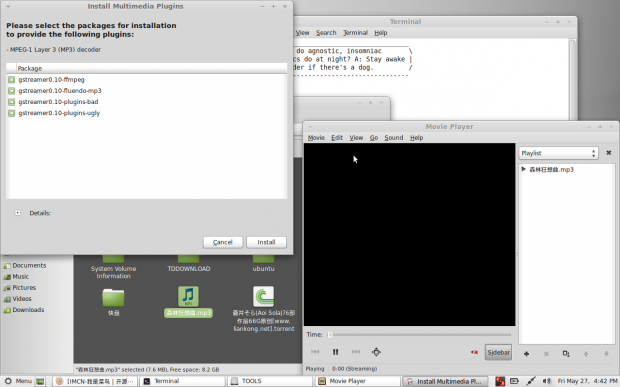 Install Multimedia Plugins
Please select the packages for installation
to provide the following plugins:
- MPEG-1 Layer 3 (MP3) decoder
Package
gstreamer0.10-ffmpeg
gstreamer0.10-fluendo-mp3
gstreamer0.10-plugins-bad
gstreamer0.10-plugins-ugly
Details:
Cancel
Install
Terminal
View Search Terminal Help
do agnostic, insomniac \
cs do at night? A: Stay awake |
der if there's a dog. /
Movie Player
Movie Edit View Go Sound Help
Playlist
森林狂想曲.mp3
Time:
Sidebar
Playing 0:00 (Streaming)
Documents
Music
Pictures
Videos
Downloads
System Volume
Information
TDDOWNLOAD
ubuntu
快盘
MP3
森林狂想曲.mp3
蒼井そら(Aoi Sola)76部
作品66G原创[www.
liankong.net].torrent
"森林狂想曲.mp3" selected (7.6 MB), Free space: 8.2 GB
Menu
[IMCN-我是菜鸟 | 开源...
Terminal
TOOLS
Movie Player
Install Multimedia Pl...
Fri May 27, 4:42 PM